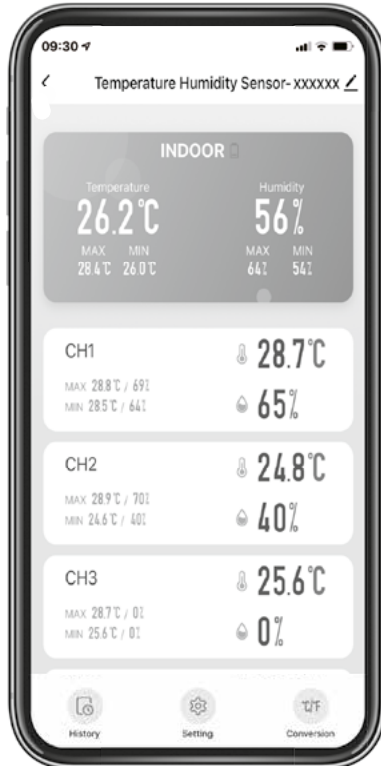 09:30
Temperature Humidity Sensor- xxxxxx
INDOOR
Temperature Humidity
26.2°C 56%
MAX MIN MAX MIN
28.4°C 26.0°C 64% 54%
CH1 28.7°C
MAX 28.8°C / 69%
MIN 28.5°C / 64% 65%
CH2 24.8°C
MAX 28.9°C / 70%
MIN 24.6°C / 40% 40%
CH3 25.6°C
MAX 28.7°C / 0%
MIN 25.6°C / 0% 0%
°C/°F
History Setting Conversion